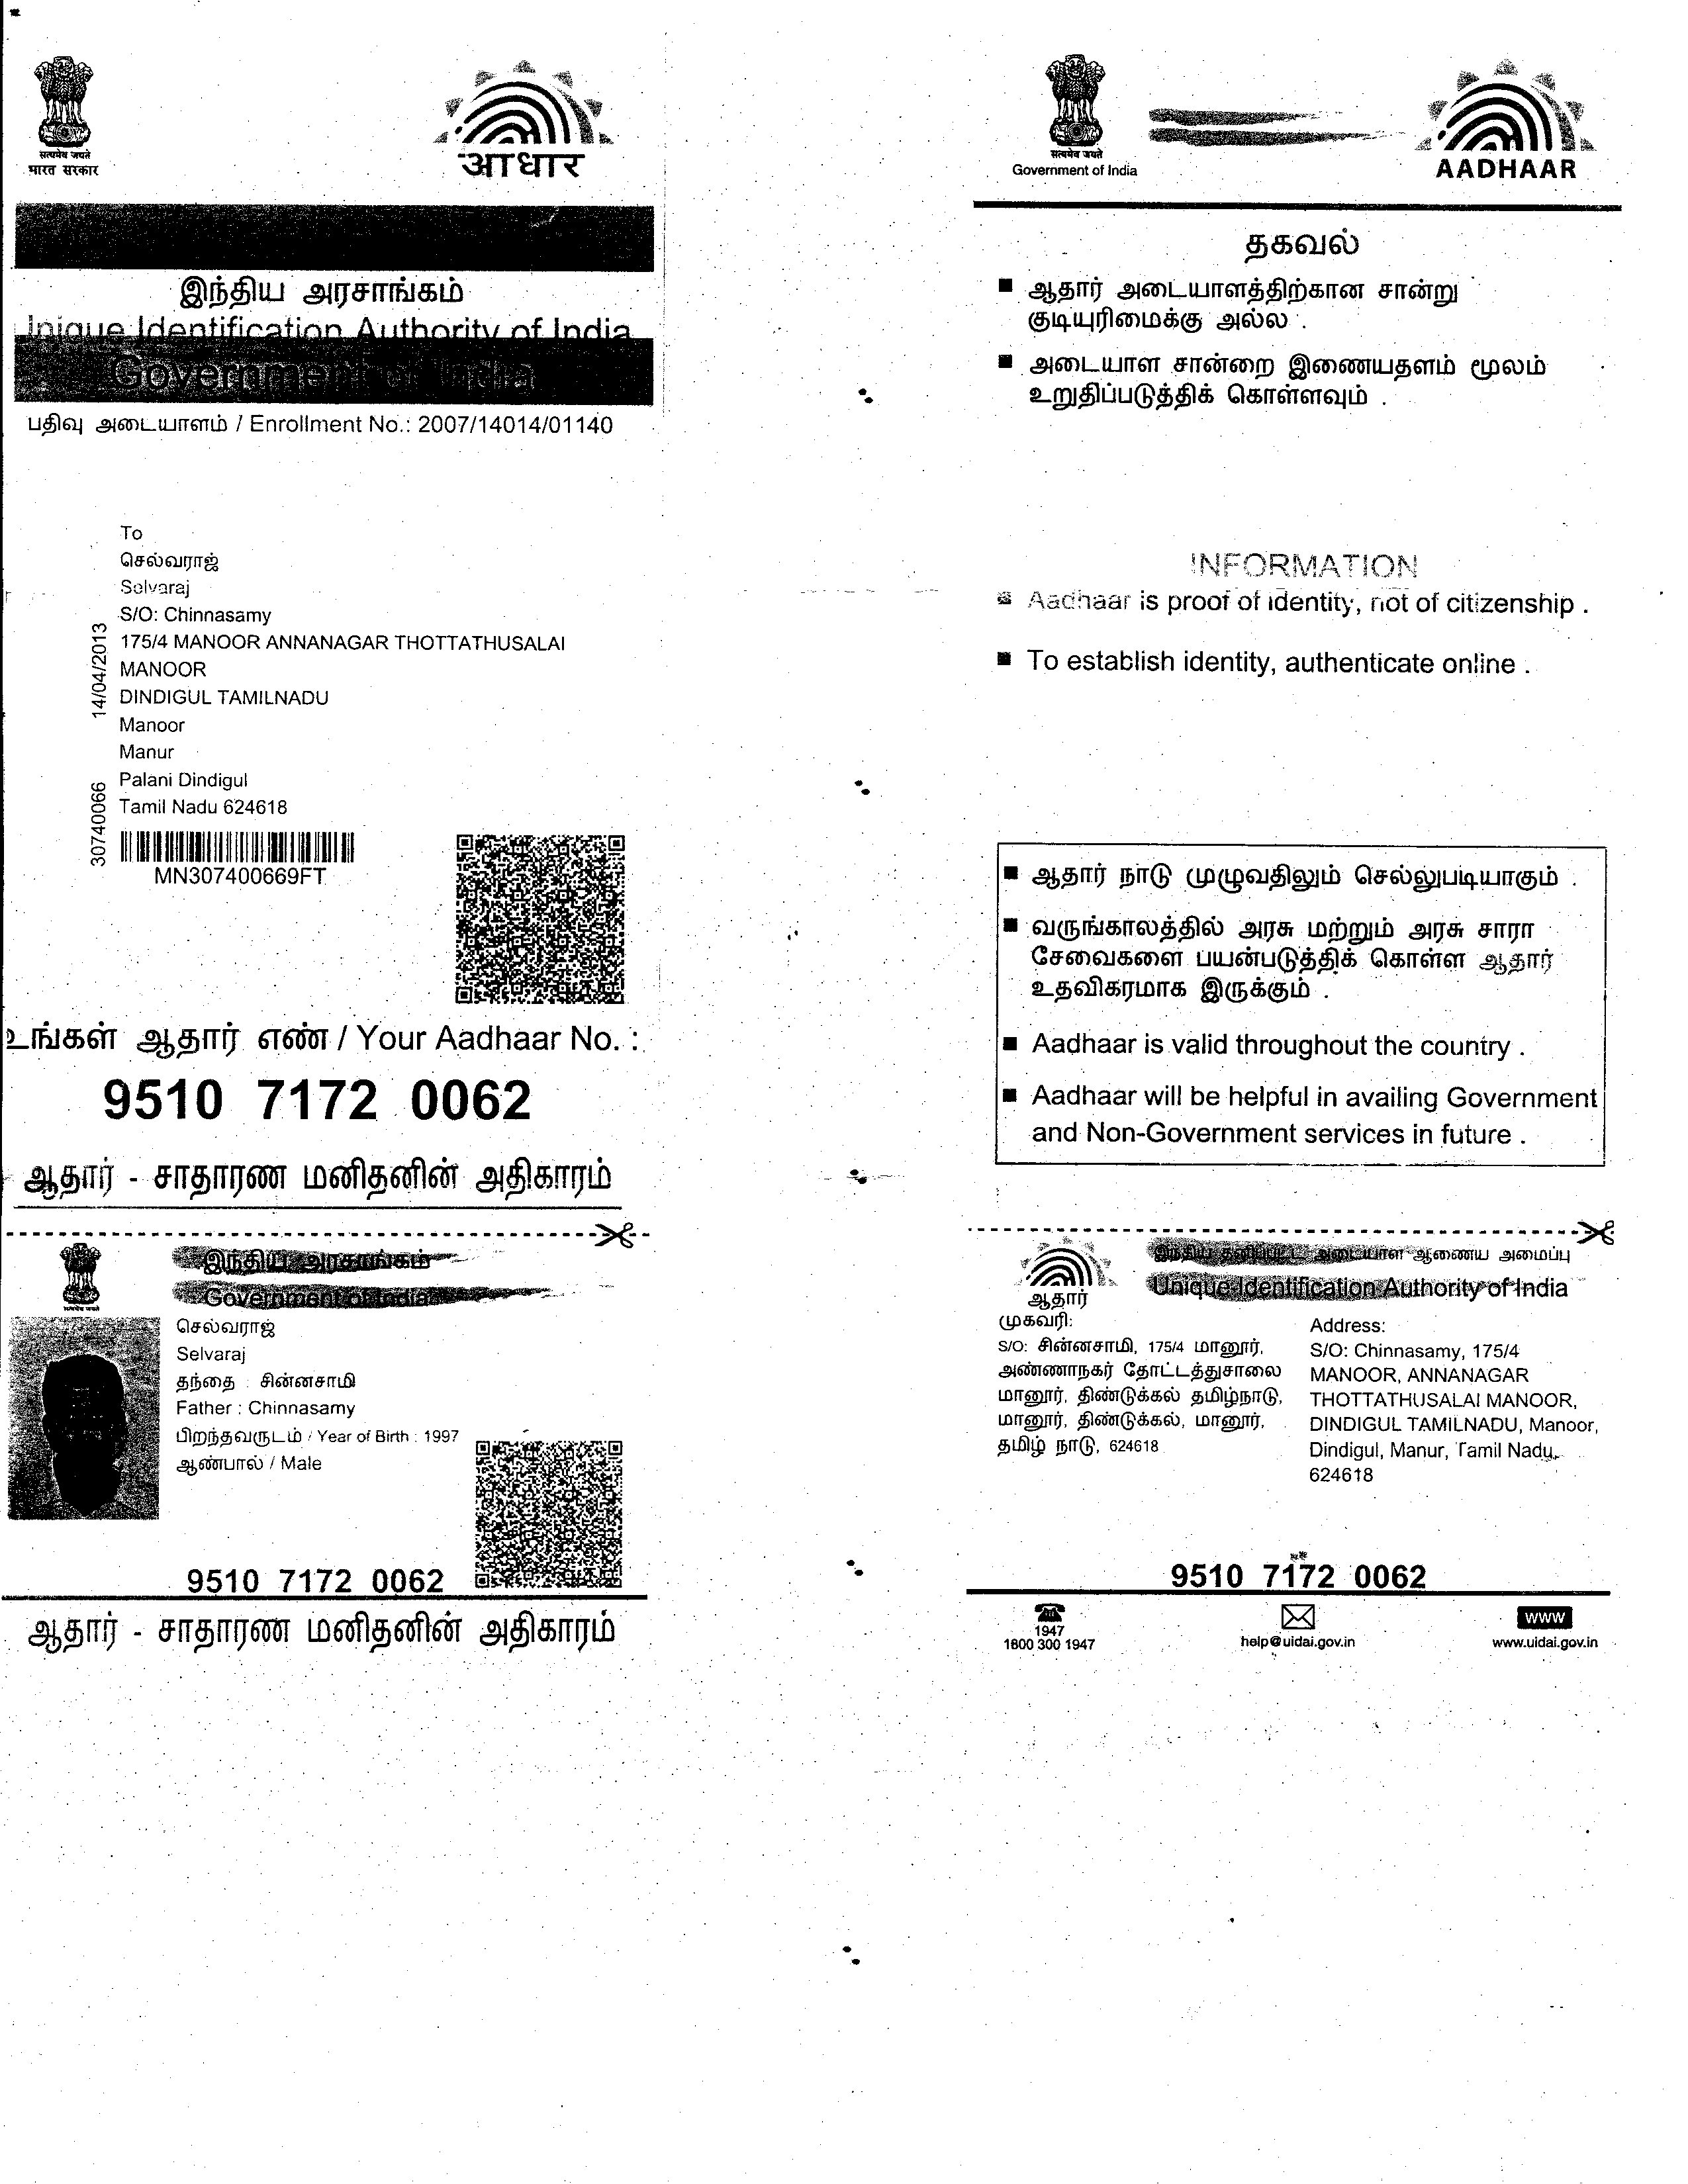 सत्यमेव जयते
भारत सरकार
आधार
இந்திய அரசாங்கம்
Unique Identification Authority of India
Government of India
பதிவு அடையாளம் / Enrollment No.: 2007/14014/01140
To
செல்வராஜ்
Selvaraj
S/O: Chinnasamy
175/4 MANOOR ANNANAGAR THOTTATHUSALAI
MANOOR
DINDIGUL TAMILNADU
Manoor
Manur
Palani Dindigul
Tamil Nadu 624618
14/04/2013
30740066
MN307400669FT
உங்கள் ஆதார் எண் / Your Aadhaar No. :
9510 7172 0062
ஆதார் - சாதாரண மனிதனின் அதிகாரம்
सत्यमेव जयते
இந்திய அரசாங்கம்
Government of India
செல்வராஜ்
Selvaraj
தந்தை : சின்னசாமி
Father : Chinnasamy
பிறந்தவருடம் / Year of Birth : 1997
ஆண்பால் / Male
9510 7172 0062
ஆதார் - சாதாரண மனிதனின் அதிகாரம்
सत्यमेव जयते
Government of India
AADHAAR
தகவல்
■ ஆதார் அடையாளத்திற்கான சான்று
குடியுரிமைக்கு அல்ல .
■ அடையாள சான்றை இணையதளம் மூலம்
உறுதிப்படுத்திக் கொள்ளவும் .
INFORMATION
■ Aadhaar is proof of identity, not of citizenship .
■ To establish identity, authenticate online .
■ ஆதார் நாடு முழுவதிலும் செல்லுபடியாகும் .
■ வருங்காலத்தில் அரசு மற்றும் அரசு சாரா
சேவைகளை பயன்படுத்திக் கொள்ள ஆதார்
உதவிகரமாக இருக்கும் .
■ Aadhaar is valid throughout the country .
■ Aadhaar will be helpful in availing Government
and Non-Government services in future .
ஆதார்
இந்திய தனிப்பட்ட அடையாள ஆணைய அமைப்பு
Unique Identification Authority of India
முகவரி:
S/O: சின்னசாமி, 175/4 மானூர்,
அண்ணாநகர் தோட்டத்துசாலை
மானூர், திண்டுக்கல் தமிழ்நாடு,
மானூர், திண்டுக்கல், மானூர்,
தமிழ் நாடு, 624618
Address:
S/O: Chinnasamy, 175/4
MANOOR, ANNANAGAR
THOTTATHUSALAI MANOOR,
DINDIGUL TAMILNADU, Manoor,
Dindigul, Manur, Tamil Nadu,
624618
9510 7172 0062
1947
1800 300 1947
help@uidai.gov.in
www
www.uidai.gov.in